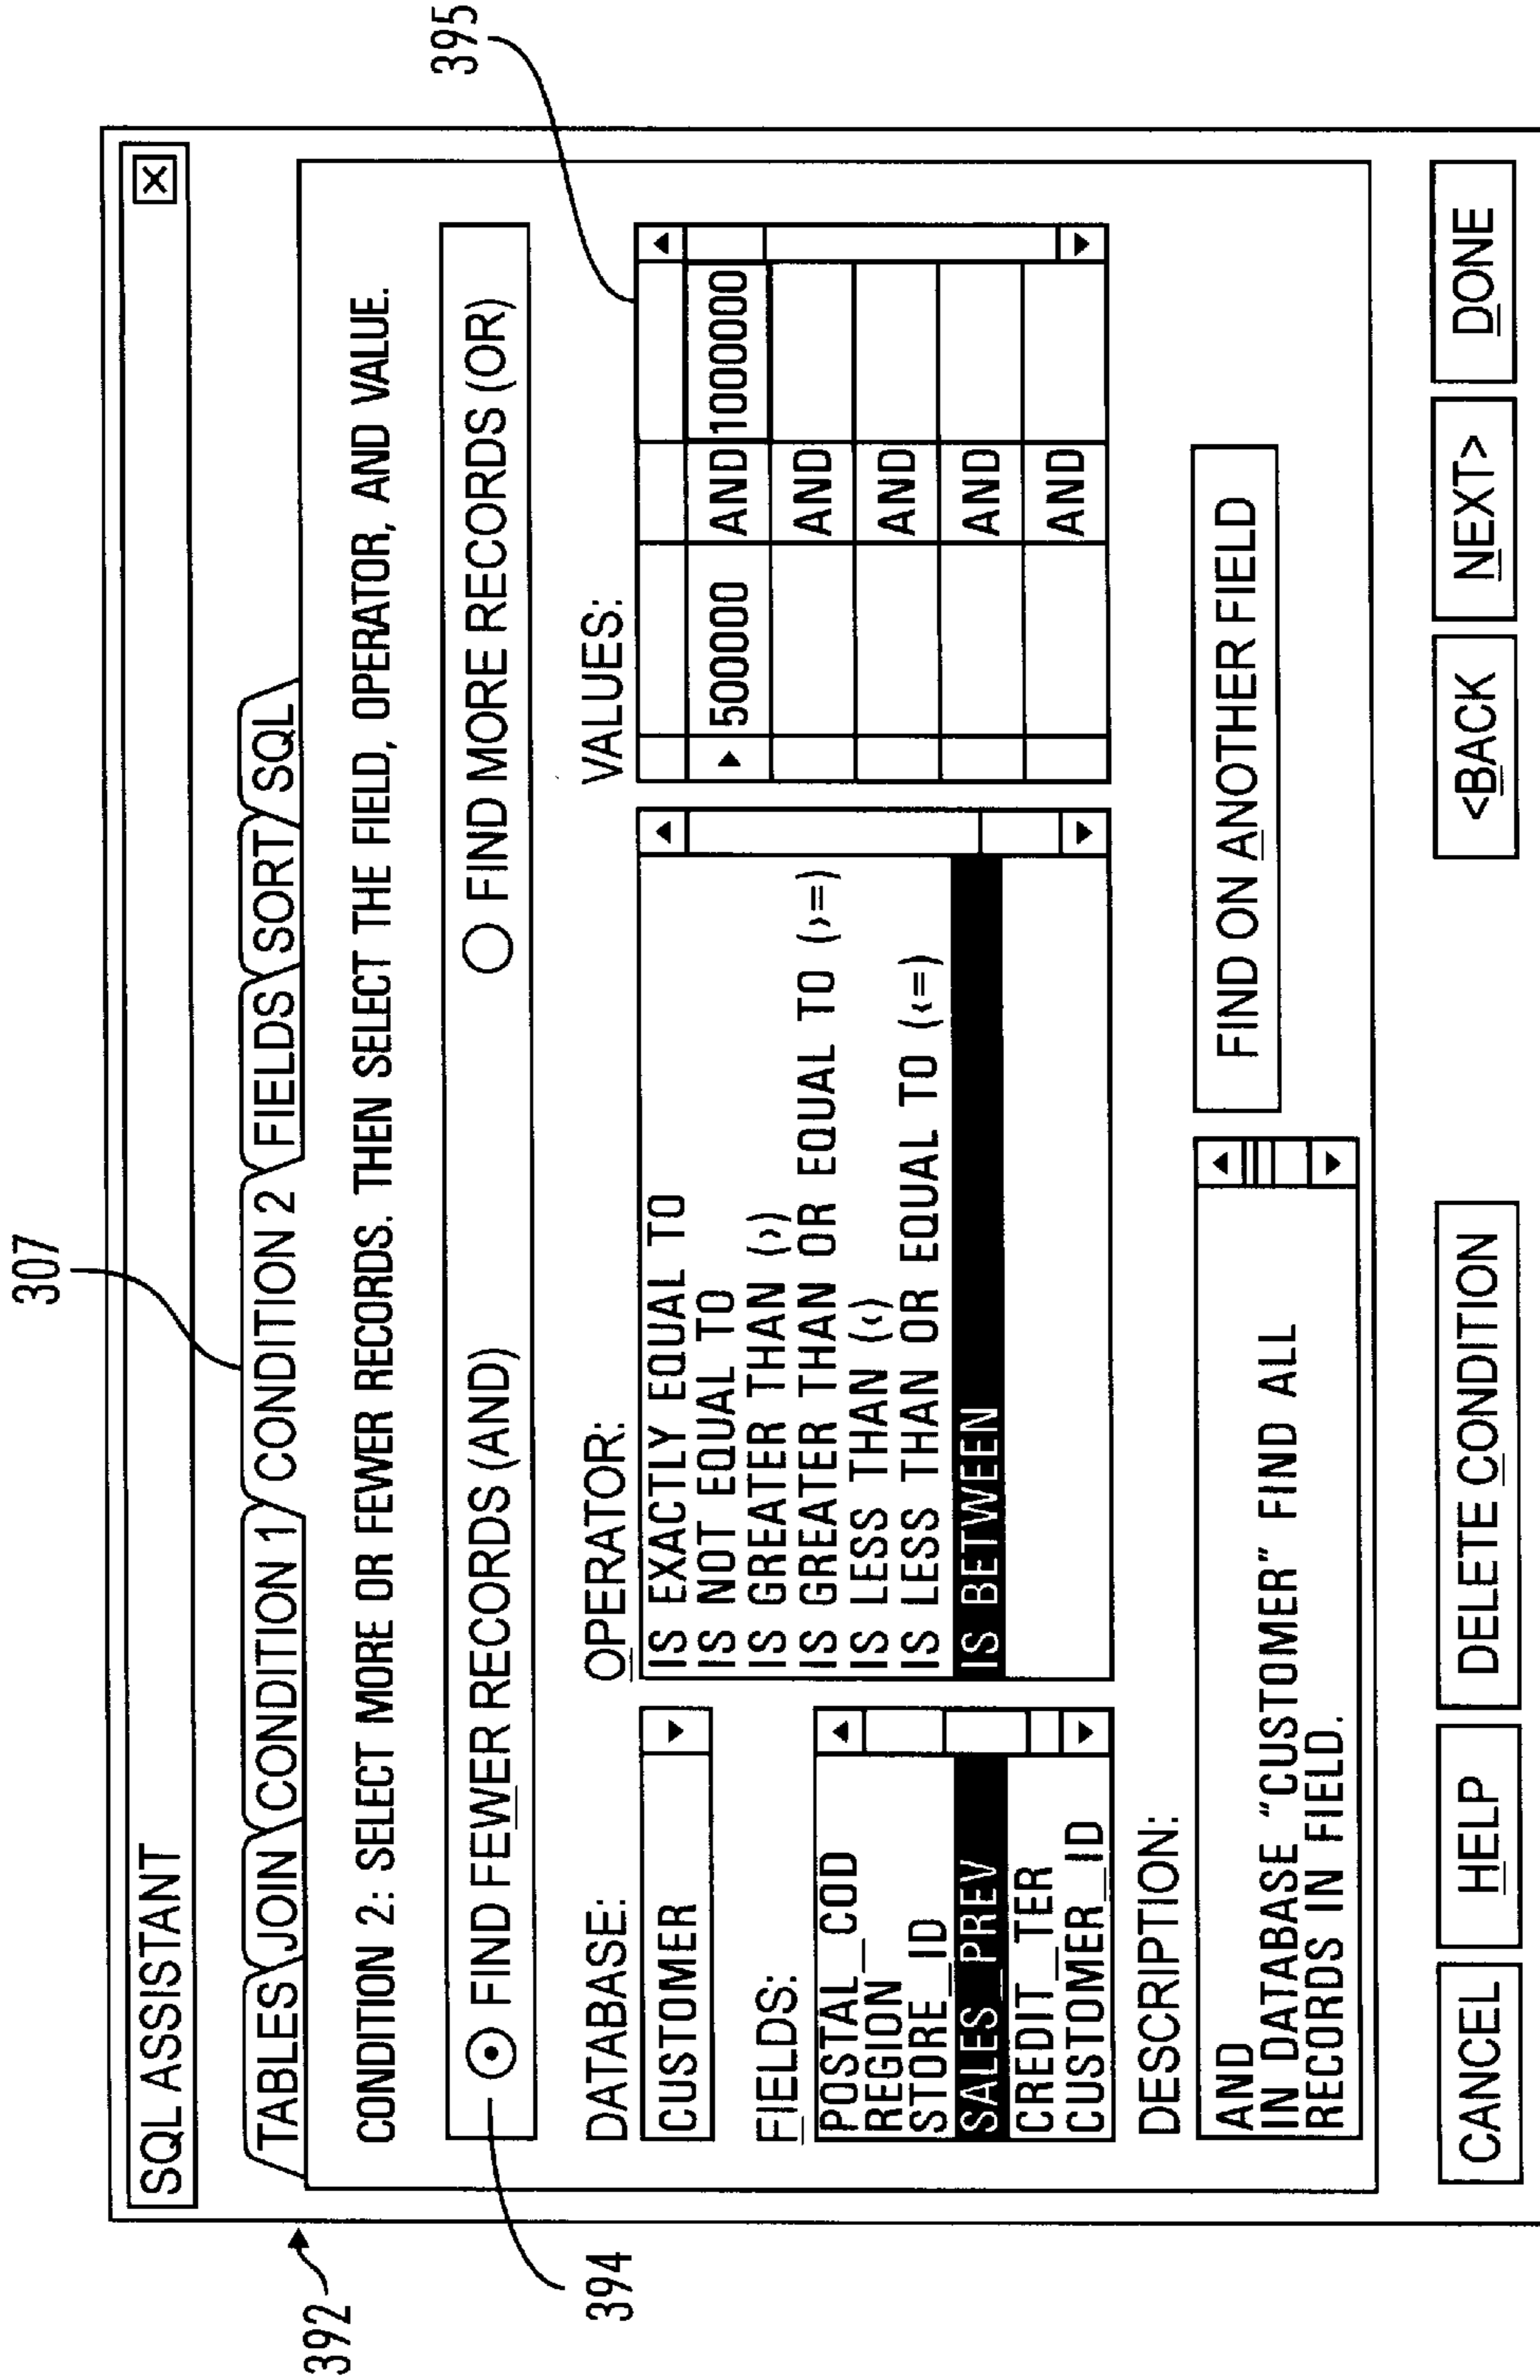 307
395
392
394
SQL ASSISTANT
TABLES JOIN CONDITION 1 CONDITION 2 FIELDS SORT SQL
CONDITION 2: SELECT MORE OR FEWER RECORDS. THEN SELECT THE FIELD, OPERATOR, AND VALUE.
FIND FEWER RECORDS (AND) FIND MORE RECORDS (OR)
DATABASE:
CUSTOMER
FIELDS:
POSTAL_COD
REGION
STORE_ID
SALES_PREV
CREDIT_TER
CUSTOMER_ID
OPERATOR:
IS EXACTLY EQUAL TO
IS NOT EQUAL TO
IS GREATER THAN (>)
IS GREATER THAN OR EQUAL TO (>=)
IS LESS THAN (<)
IS LESS THAN OR EQUAL TO (<=)
IS BETWEEN
VALUES:
500000 AND 1000000
AND
AND
AND
AND
DESCRIPTION:
AND
IN DATABASE "CUSTOMER" FIND ALL
RECORDS IN FIELD.
FIND ON ANOTHER FIELD
CANCEL HELP DELETE CONDITION <BACK NEXT> DONE